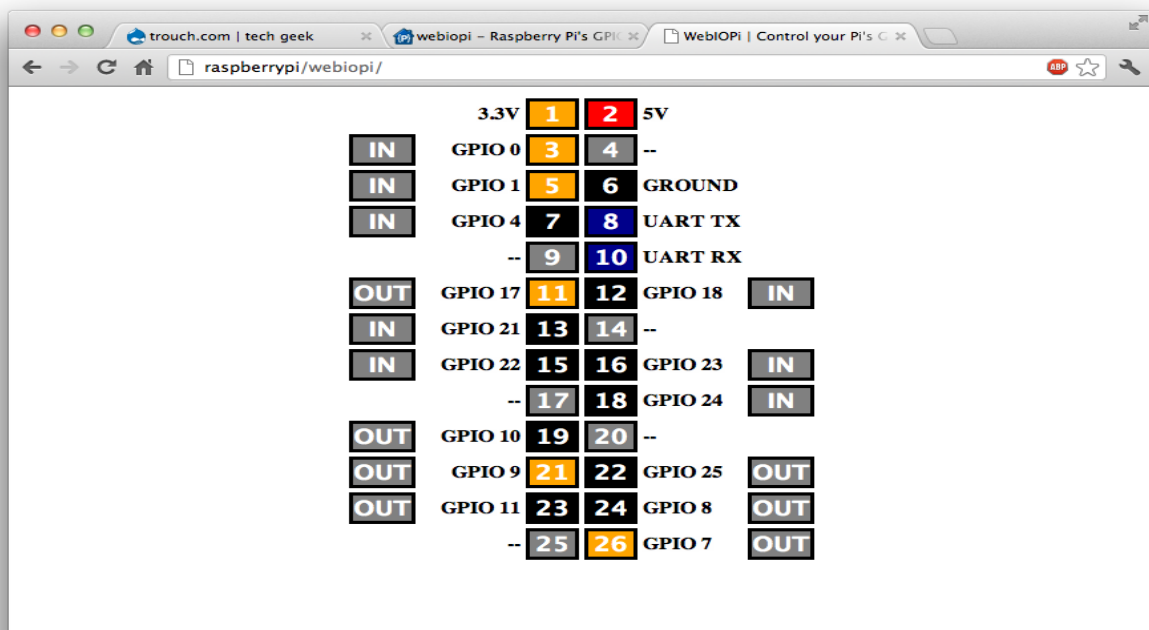 trouch.com | tech geek webiopi – Raspberry Pi's GPI WebIOPi | Control your Pi's G
raspberrypi/webiopi/ ABP
3.3V 1 2 5V
IN GPIO 0 3 4 --
IN GPIO 1 5 6 GROUND
IN GPIO 4 7 8 UART TX
-- 9 10 UART RX
OUT GPIO 17 11 12 GPIO 18 IN
IN GPIO 21 13 14 --
IN GPIO 22 15 16 GPIO 23 IN
-- 17 18 GPIO 24 IN
OUT GPIO 10 19 20 --
OUT GPIO 9 21 22 GPIO 25 OUT
OUT GPIO 11 23 24 GPIO 8 OUT
-- 25 26 GPIO 7 OUT